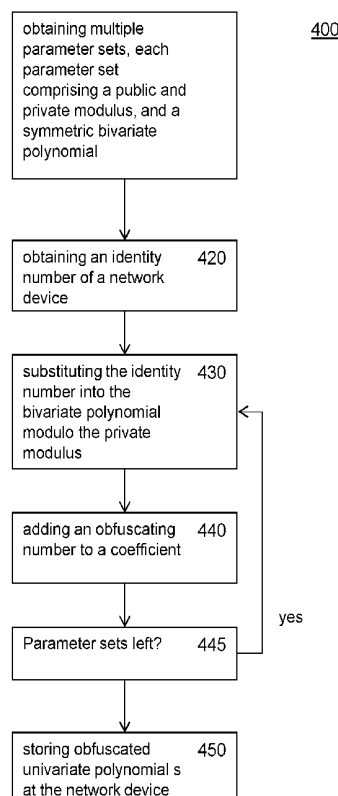 obtaining multiple
parameter sets, each
parameter set
comprising a public and
private modulus, and a
symmetric bivariate
polynomial
400
obtaining an identity 420
number of a network
device
substituting the identity 430
number into the
bivariate polynomial
modulo the private
modulus
adding an obfuscating 440
number to a coefficient
yes
Parameter sets left? 445
storing obfuscated 450
univariate polynomial s
at the network device